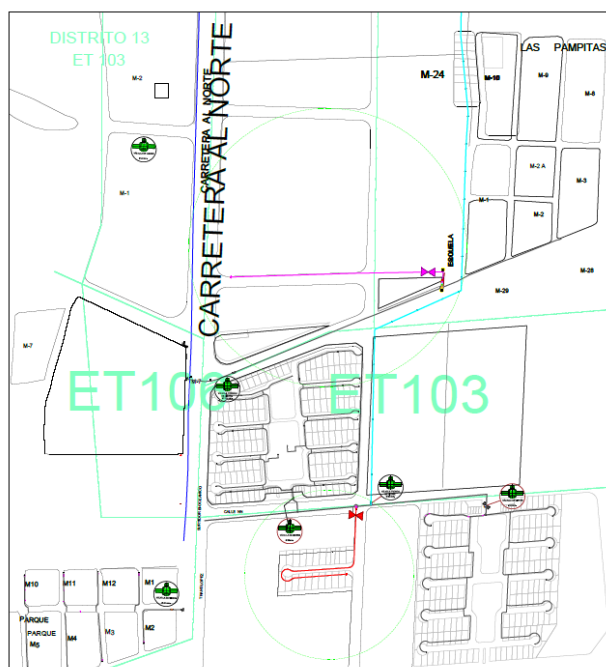 DISTRITO 13
ET 103
M-2
LAS PAMPITAS
M-24
M-10
M-9
M-8
CARRETERA AL NORTE
CARRETERA AL NORTE
M-1
M-2 A
M-3
M-1
M-2
ESCUELA
M-28
M-29
M-7
M-7
ET106
ET103
CALLE
M10
M11
M12
M1
PARQUE
PARQUE
M5
M4
M3
M2